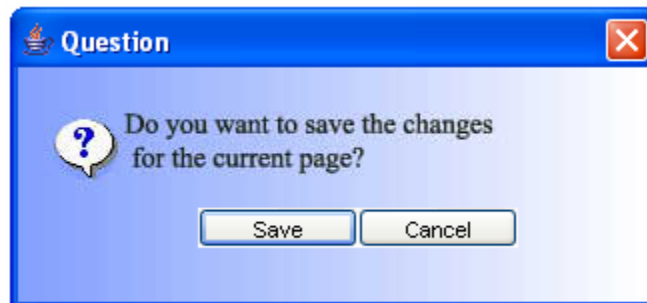 Question
Do you want to save the changes
for the current page?
Save Cancel